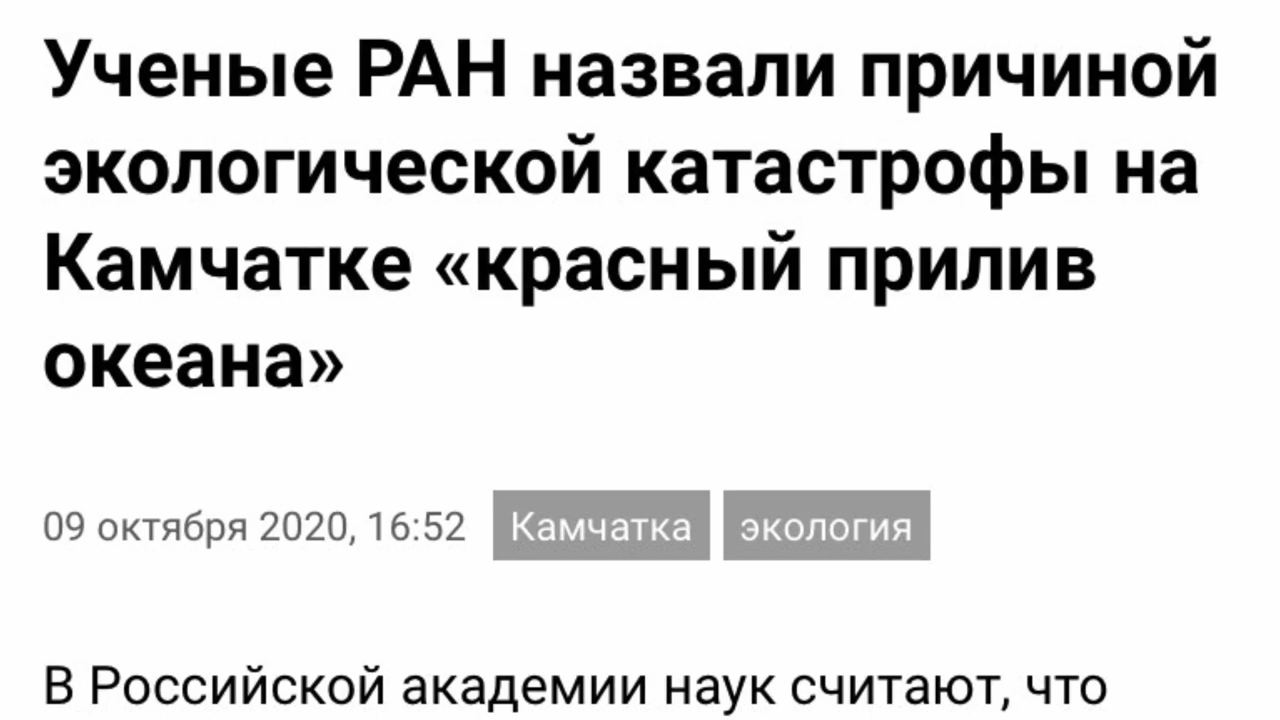 Ученые РАН назвали причиной
экологической катастрофы на
Камчатке «красный прилив
океана»
09 октября 2020, 16:52 Камчатка экология
В Российской академии наук считают, что